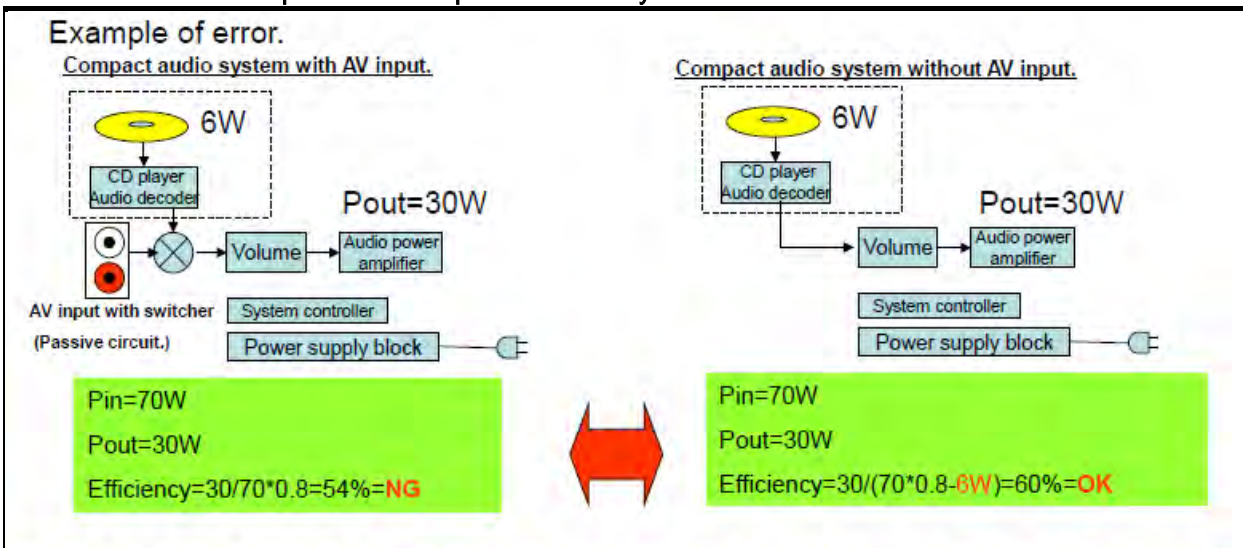 Example of error.
Compact audio system with AV input.
6W
CD player
Audio decoder
Pout=30W
Volume
Audio power
amplifier
AV input with switcher
(Passive circuit.)
System controller
Power supply block
Pin=70W
Pout=30W
Efficiency=30/70*0.8=54%=NG
Compact audio system without AV input.
6W
CD player
Audio decoder
Pout=30W
Volume
Audio power
amplifier
System controller
Power supply block
Pin=70W
Pout=30W
Efficiency=30/(70*0.8-6W)=60%=OK